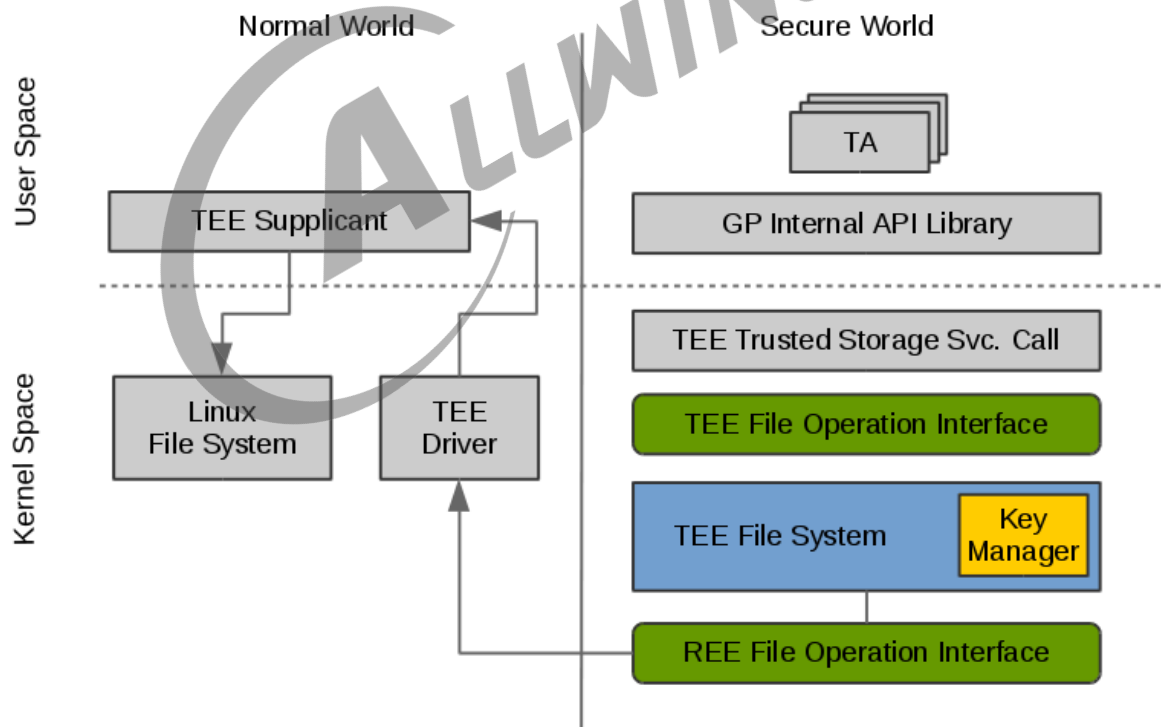 Normal World
Secure World
ALLWIN
User Space
TA
TEE Supplicant
GP Internal API Library
Kernel Space
TEE Trusted Storage Svc. Call
Linux
File System
TEE
Driver
TEE File Operation Interface
TEE File System
Key
Manager
REE File Operation Interface